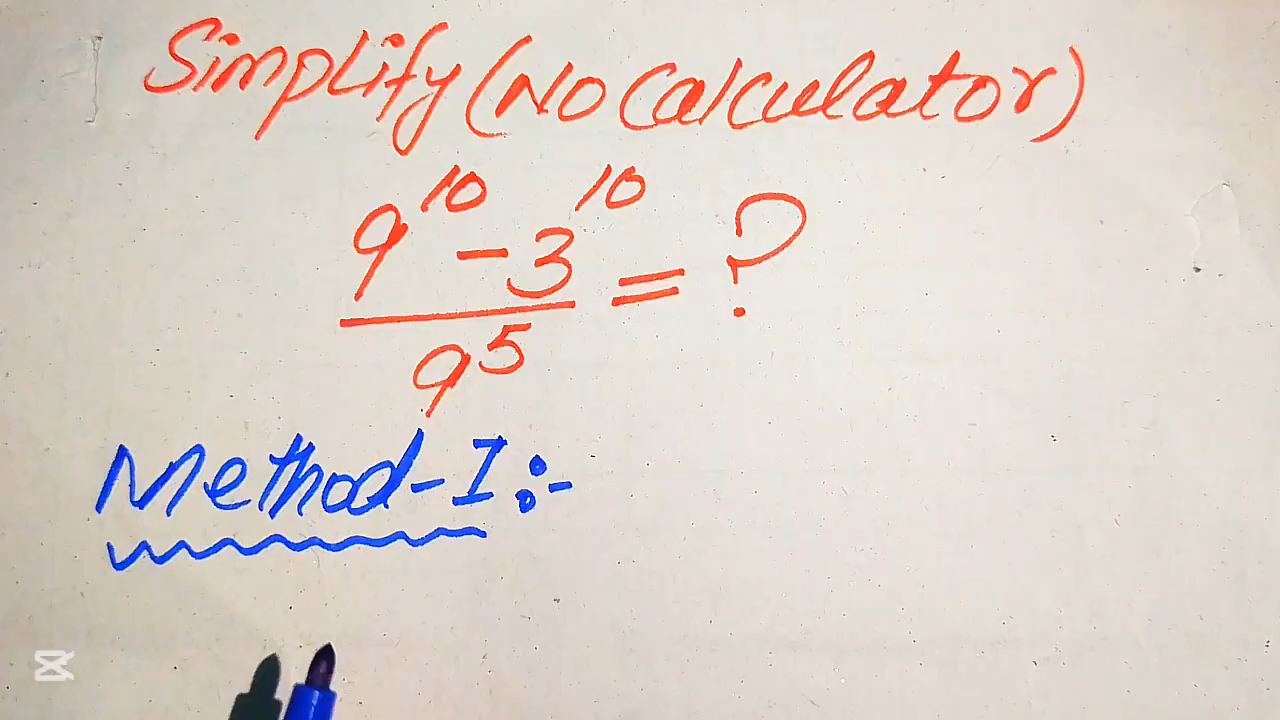 Simplify (No Calculator)
9^10 - 3^10 / 9^5 = ?
Method-I :-